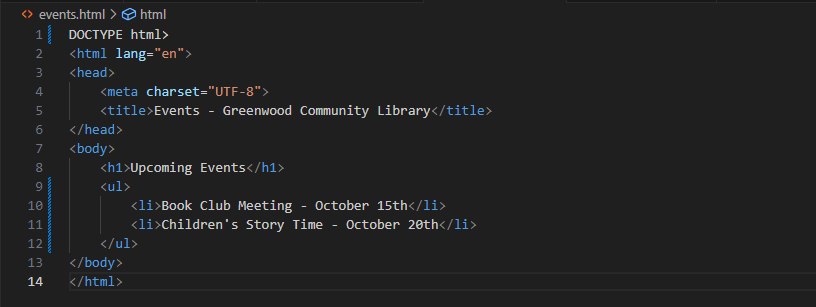 events.html > html
1 DOCTYPE html>
2 <html lang="en">
3 <head>
4     <meta charset="UTF-8">
5     <title>Events - Greenwood Community Library</title>
6 </head>
7 <body>
8     <h1>Upcoming Events</h1>
9     <ul>
10         <li>Book Club Meeting - October 15th</li>
11         <li>Children's Story Time - October 20th</li>
12     </ul>
13 </body>
14 </html>